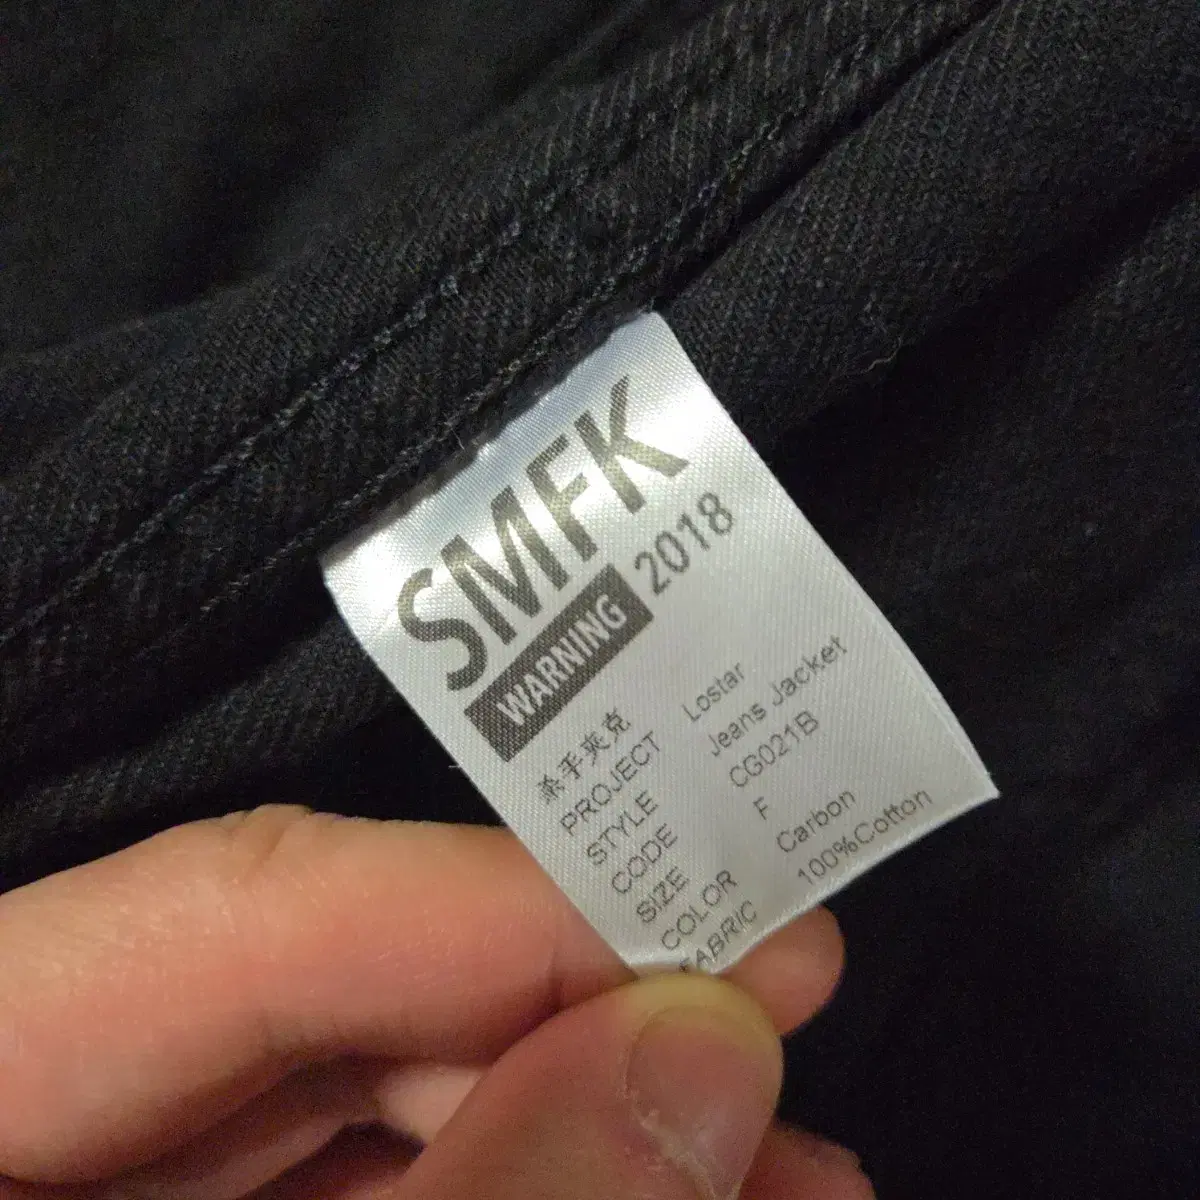 SMFK
WARNING 2018
杀手夹克
PROJECT Lostar
STYLE Jeans Jacket
CODE CG021B
SIZE F
COLOR Carbon
FABRIC 100%Cotton